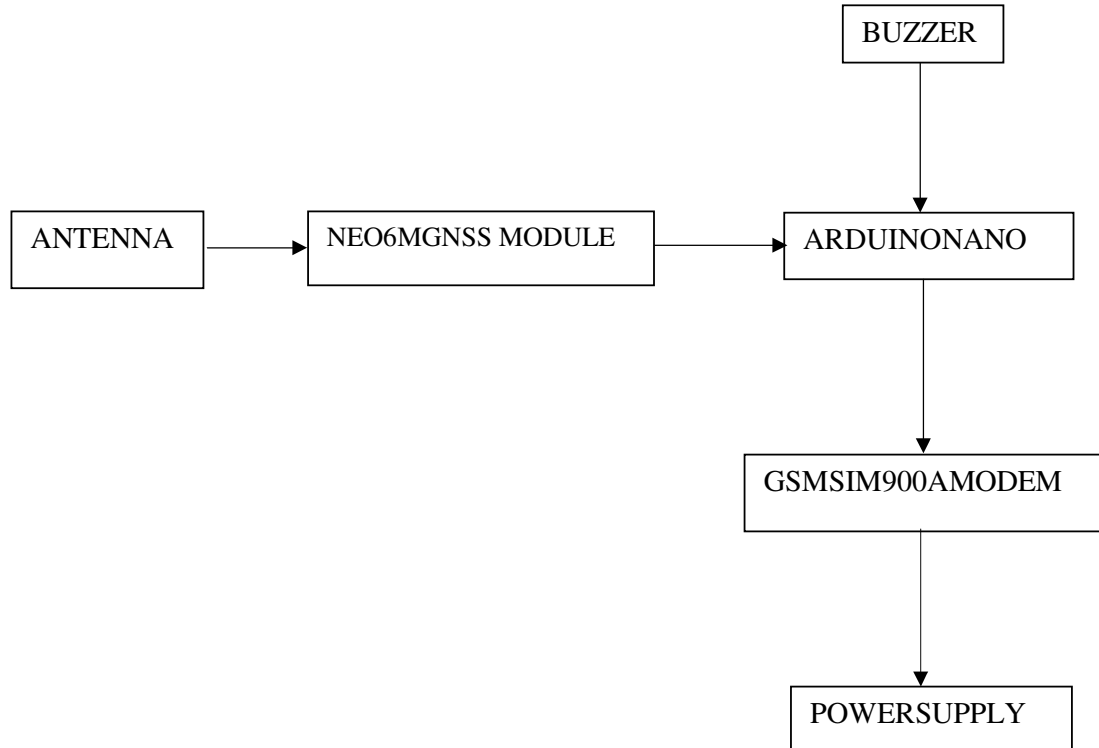 BUZZER
ANTENNA
NEO6MGNSS MODULE
ARDUINONANO
GSMSIM900AMODEM
POWERSUPPLY